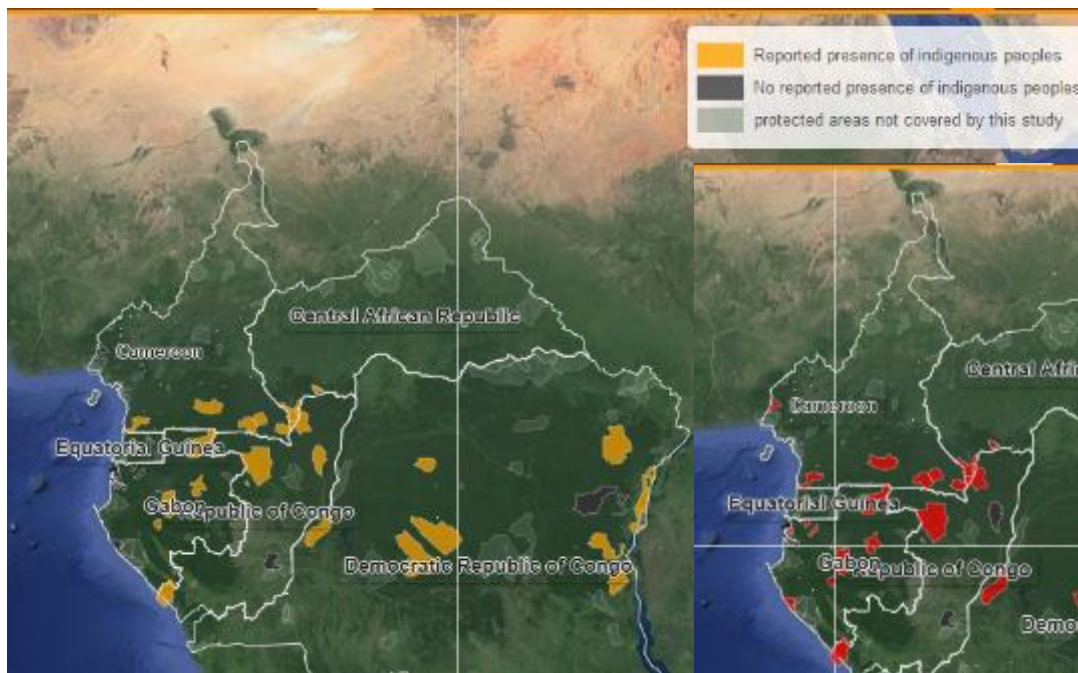 Reported presence of indigenous peoples
No reported presence of indigenous peoples
protected areas not covered by this study
Central African Republic
Cameroon
Equatorial Guinea
Gabon
Republic of Congo
Democratic Republic of Congo
Central Afri
Cameroon
Equatorial Guinea
Gabon
Republic of Congo
Demo